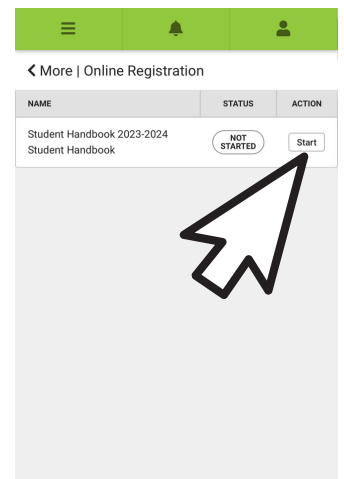 More | Online Registration
NAME STATUS ACTION
Student Handbook 2023-2024
Student Handbook
NOT
STARTED
Start